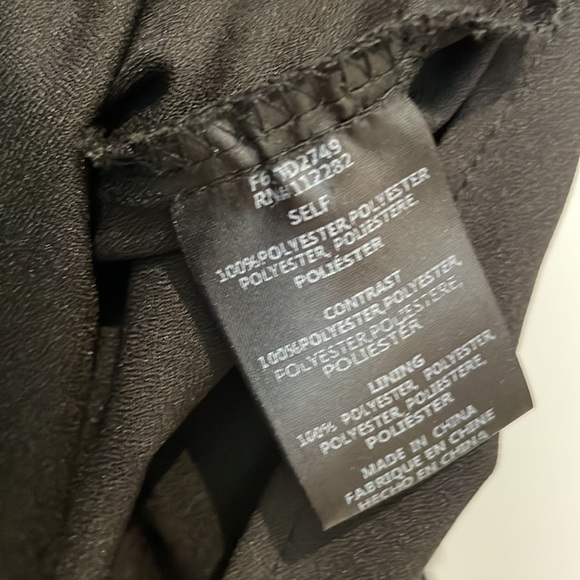 RN#112282
SELF
100%POLYESTER,POLYESTER
POLYESTER, POLIESTERE
POLIÉSTER
CONTRAST
100%POLYESTER,POLYESTER,
POLYESTER,POLIESTERE,
POLIÉSTER
LINING
100% POLYESTER, POLYESTER,
POLYESTER, POLIESTERE,
POLIÉSTER
MADE IN CHINA
FABRIQUE EN CHINE
HECHO EN CHINA